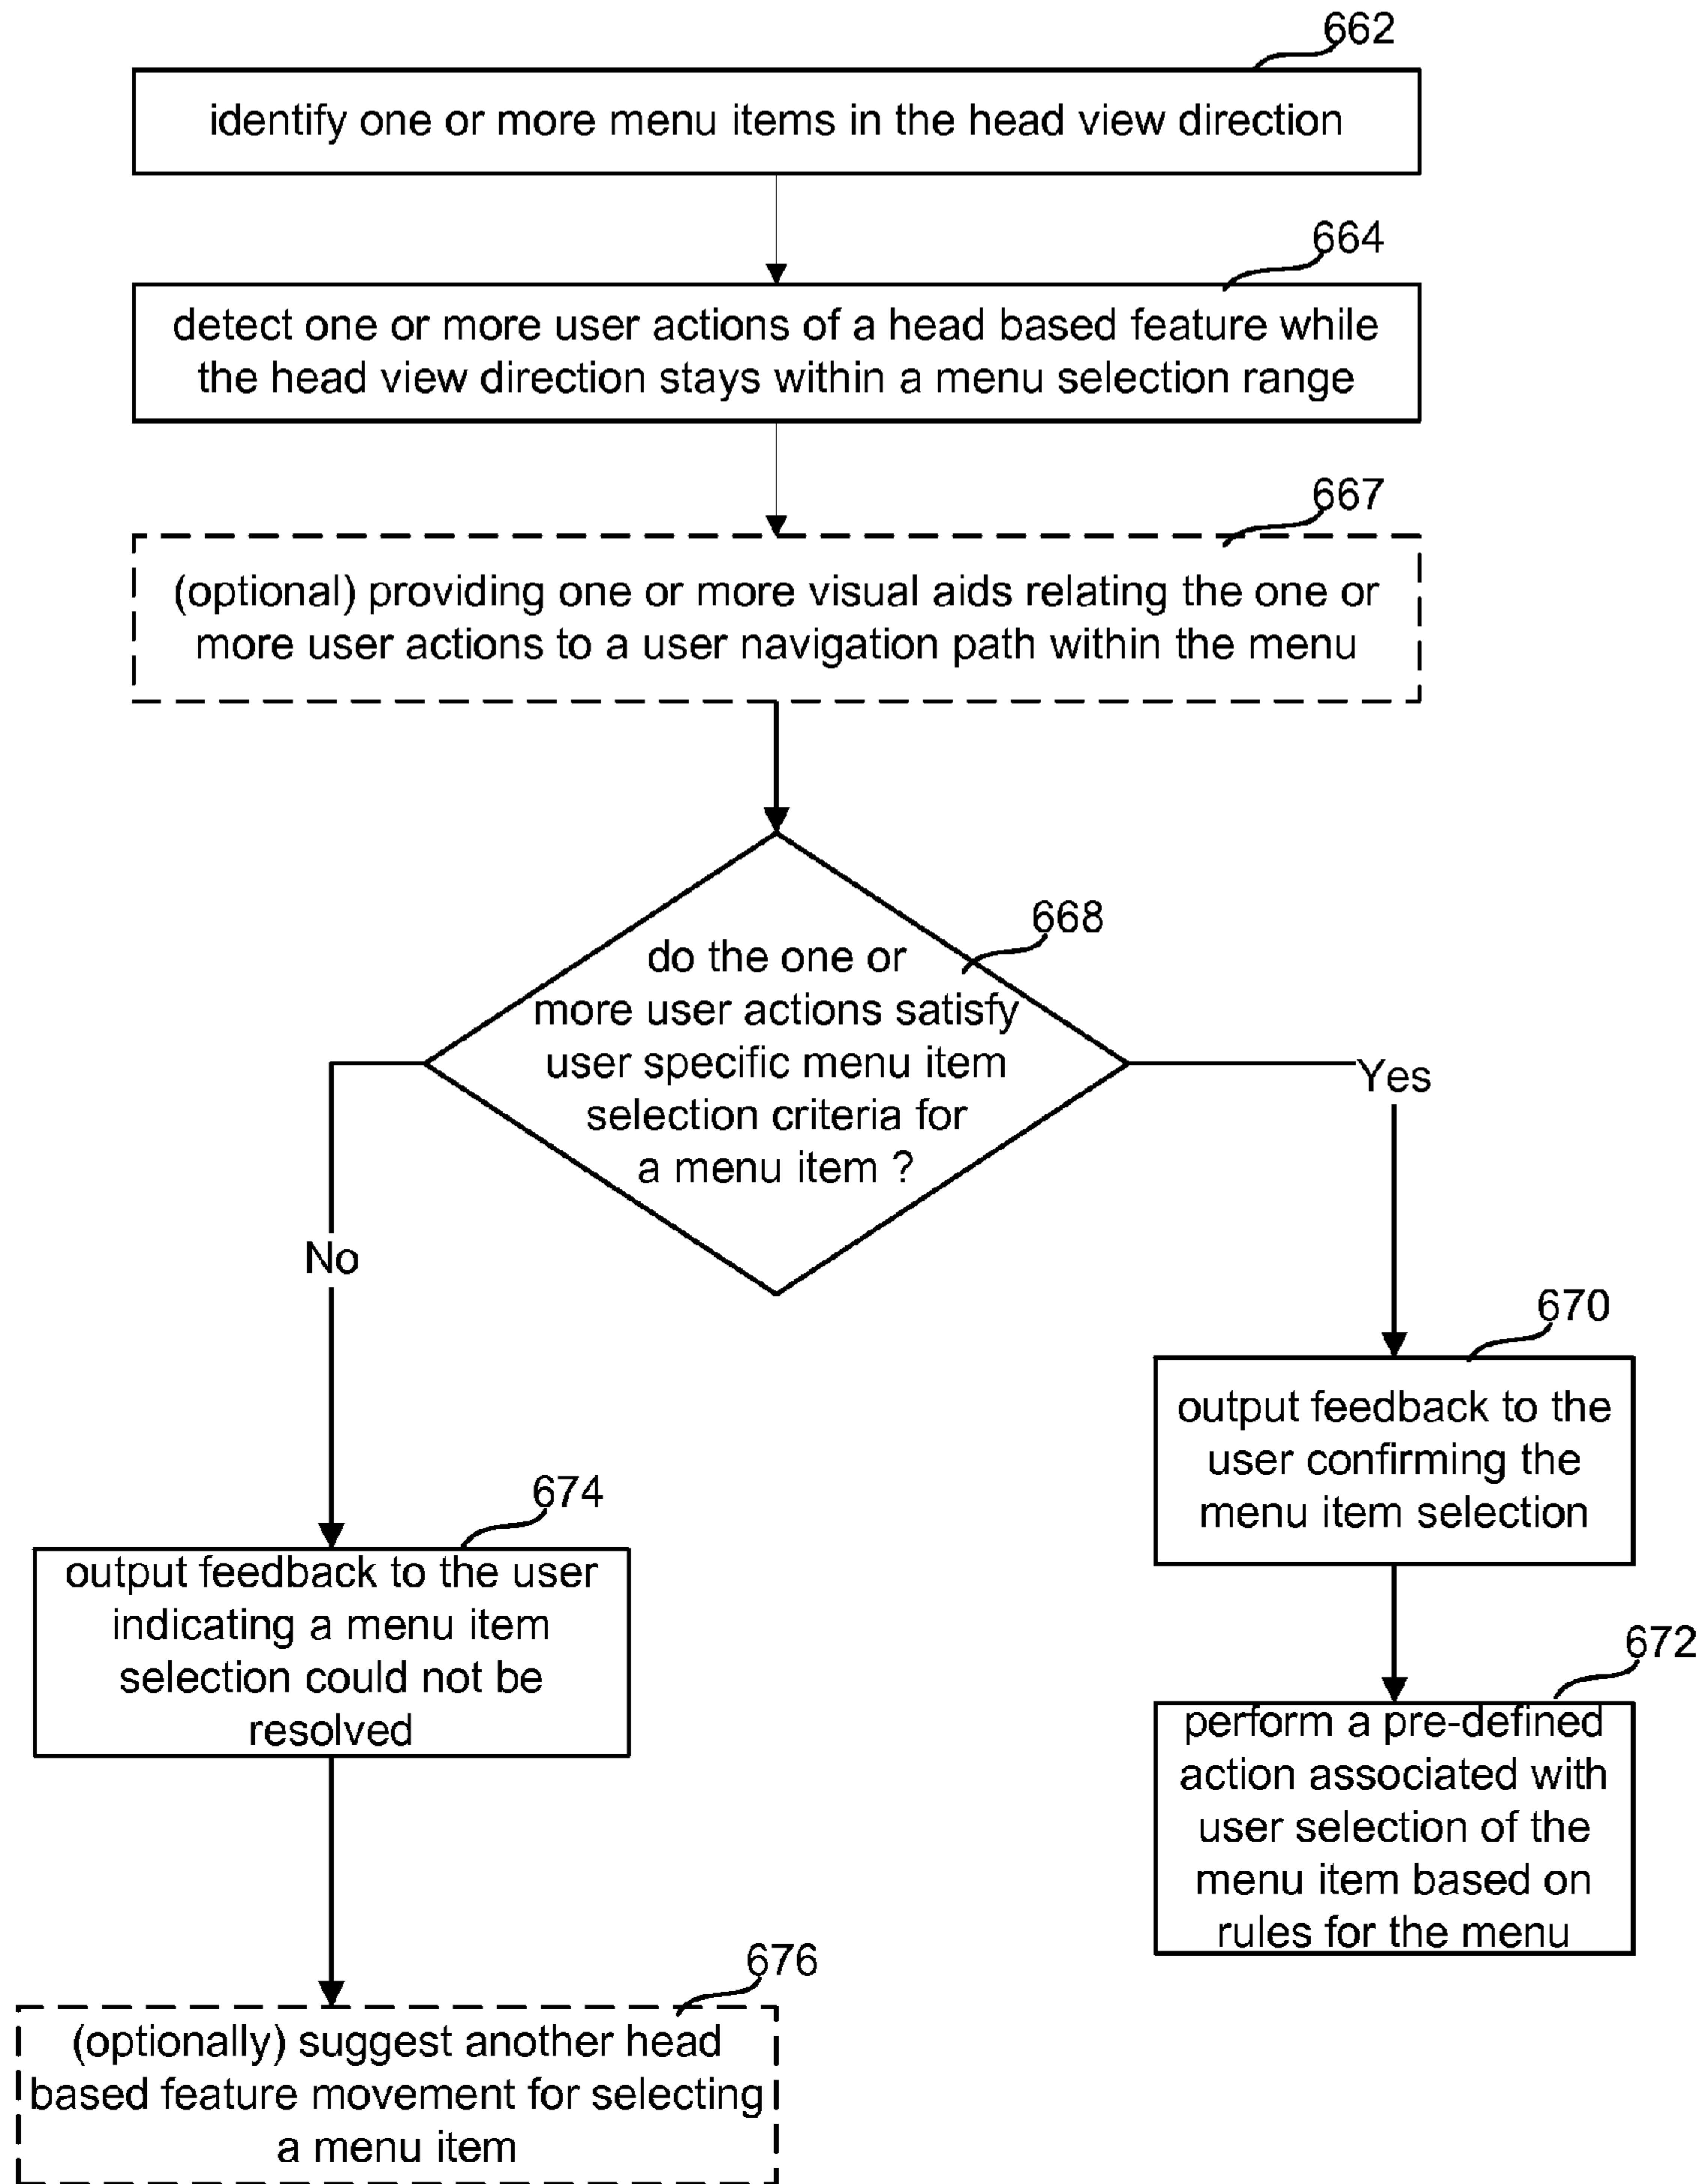 662
identify one or more menu items in the head view direction
664
detect one or more user actions of a head based feature while
the head view direction stays within a menu selection range
667
(optional) providing one or more visual aids relating the one or
more user actions to a user navigation path within the menu
668
do the one or
more user actions satisfy
user specific menu item
selection criteria for
a menu item ?
Yes
No
670
output feedback to the
user confirming the
menu item selection
672
perform a pre-defined
action associated with
user selection of the
menu item based on
rules for the menu
674
output feedback to the user
indicating a menu item
selection could not be
resolved
676
(optionally) suggest another head
based feature movement for selecting
a menu item